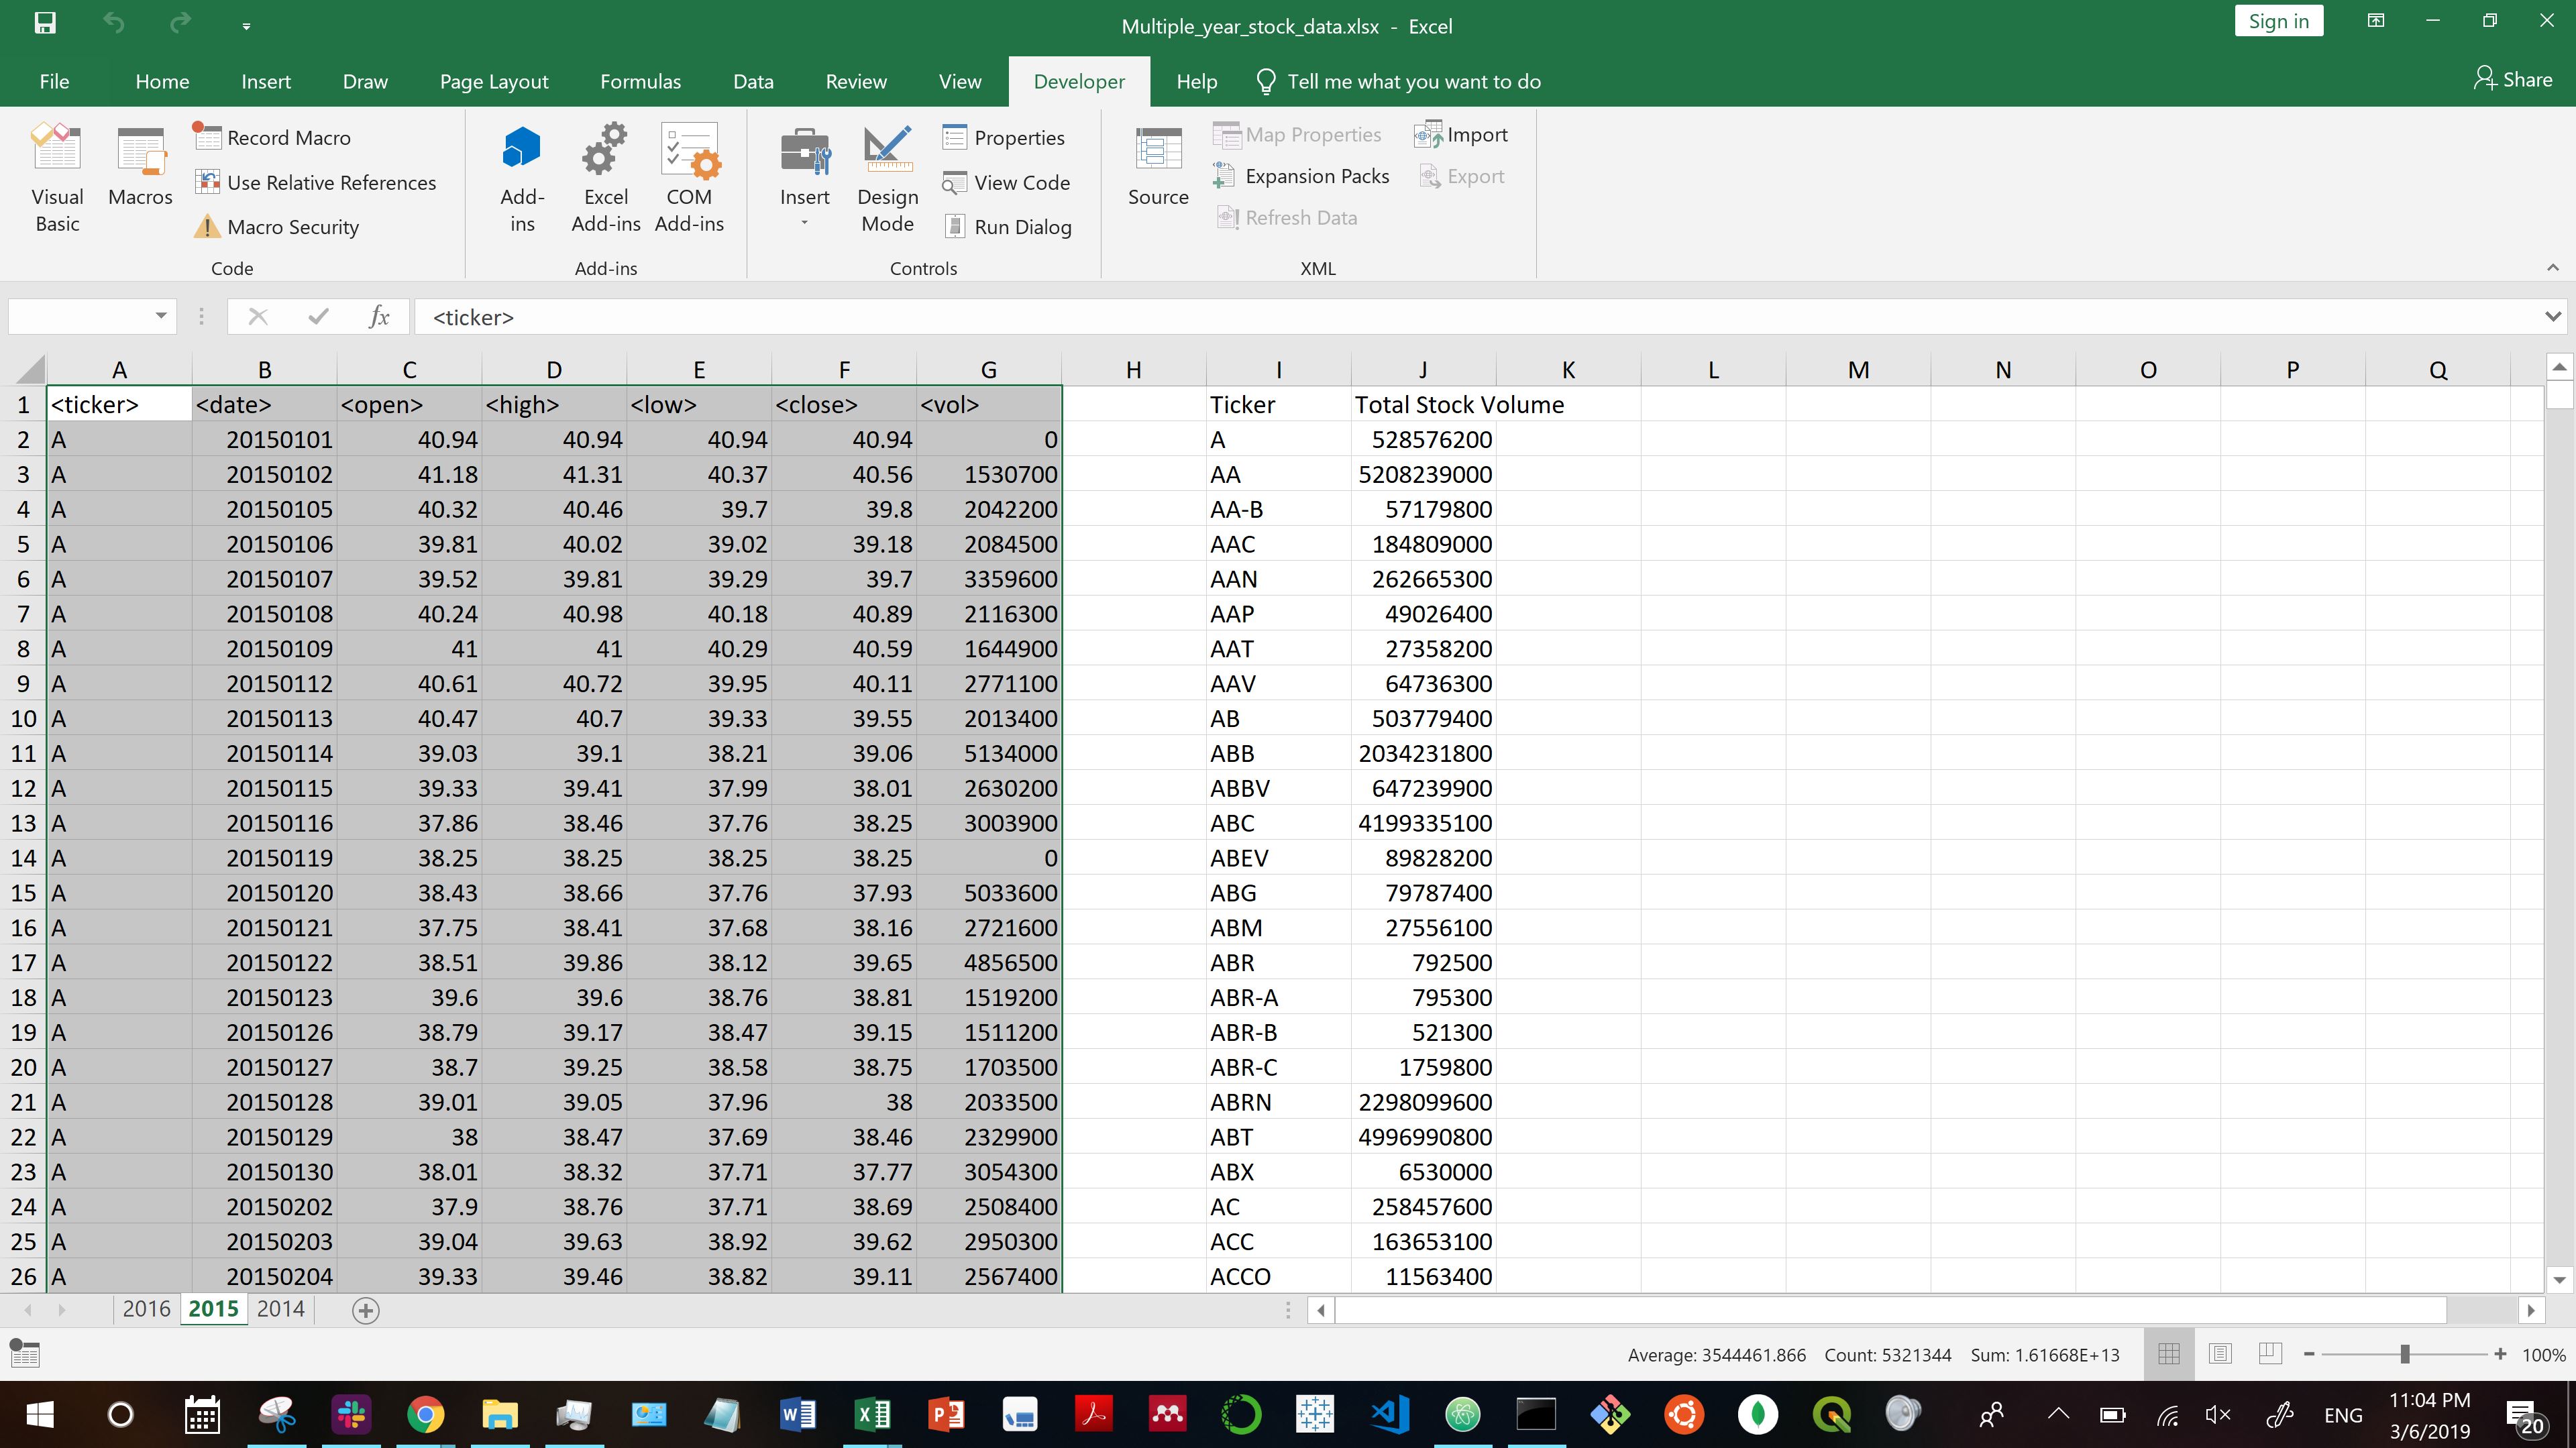 Multiple_year_stock_data.xlsx - Excel
Sign in
File Home Insert Draw Page Layout Formulas Data Review View Developer Help Tell me what you want to do Share
Visual Basic
Macros
Record Macro
Use Relative References
Macro Security
Code
Add-ins
Excel Add-ins
COM Add-ins
Add-ins
Insert
Design Mode
Properties
View Code
Run Dialog
Controls
Source
Map Properties
Expansion Packs
Refresh Data
Import
Export
XML
fx <ticker>
A B C D E F G H I J K L M N O P Q
1 <ticker> <date> <open> <high> <low> <close> <vol> Ticker Total Stock Volume
2 A 20150101 40.94 40.94 40.94 40.94 0 A 528576200
3 A 20150102 41.18 41.31 40.37 40.56 1530700 AA 5208239000
4 A 20150105 40.32 40.46 39.7 39.8 2042200 AA-B 57179800
5 A 20150106 39.81 40.02 39.02 39.18 2084500 AAC 184809000
6 A 20150107 39.52 39.81 39.29 39.7 3359600 AAN 262665300
7 A 20150108 40.24 40.98 40.18 40.89 2116300 AAP 49026400
8 A 20150109 41 41 40.29 40.59 1644900 AAT 27358200
9 A 20150112 40.61 40.72 39.95 40.11 2771100 AAV 64736300
10 A 20150113 40.47 40.7 39.33 39.55 2013400 AB 503779400
11 A 20150114 39.03 39.1 38.21 39.06 5134000 ABB 2034231800
12 A 20150115 39.33 39.41 37.99 38.01 2630200 ABBV 647239900
13 A 20150116 37.86 38.46 37.76 38.25 3003900 ABC 4199335100
14 A 20150119 38.25 38.25 38.25 38.25 0 ABEV 89828200
15 A 20150120 38.43 38.66 37.76 37.93 5033600 ABG 79787400
16 A 20150121 37.75 38.41 37.68 38.16 2721600 ABM 27556100
17 A 20150122 38.51 39.86 38.12 39.65 4856500 ABR 792500
18 A 20150123 39.6 39.6 38.76 38.81 1519200 ABR-A 795300
19 A 20150126 38.79 39.17 38.47 39.15 1511200 ABR-B 521300
20 A 20150127 38.7 39.25 38.58 38.75 1703500 ABR-C 1759800
21 A 20150128 39.01 39.05 37.96 38 2033500 ABRN 2298099600
22 A 20150129 38 38.47 37.69 38.46 2329900 ABT 4996990800
23 A 20150130 38.01 38.32 37.71 37.77 3054300 ABX 6530000
24 A 20150202 37.9 38.76 37.71 38.69 2508400 AC 258457600
25 A 20150203 39.04 39.63 38.92 39.62 2950300 ACC 163653100
26 A 20150204 39.33 39.46 38.82 39.11 2567400 ACCO 11563400
2016 2015 2014
Average: 3544461.866 Count: 5321344 Sum: 1.61668E+13 100%
ENG
11:04 PM
3/6/2019
20